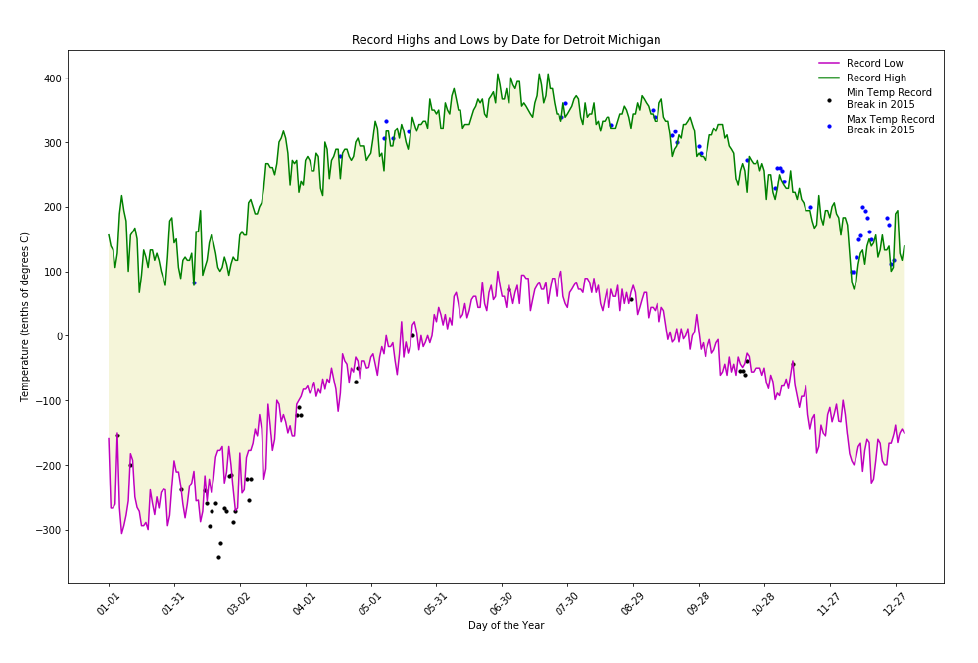 Record Highs and Lows by Date for Detroit Michigan
Record Low
Record High
Min Temp Record
Break in 2015
Max Temp Record
Break in 2015
Temperature (tenths of degrees C)
400
300
200
100
0
−100
−200
−300
01-01
01-31
03-02
04-01
05-01
05-31
06-30
07-30
08-29
09-28
10-28
11-27
12-27
Day of the Year